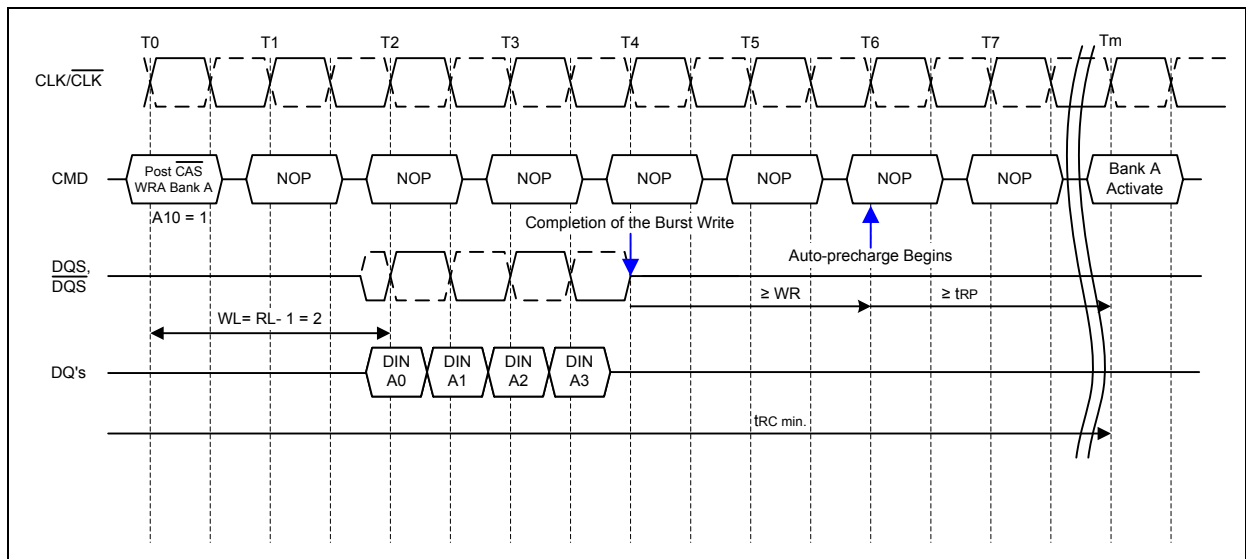 T0 T1 T2 T3 T4 T5 T6 T7 Tm
CLK/CLK
CMD
Post CAS
WRA Bank A
NOP NOP NOP NOP NOP NOP NOP
Bank A
Activate
A10 = 1
Completion of the Burst Write
Auto-precharge Begins
DQS,
DQS
≥ WR
≥ tRP
WL= RL- 1 = 2
DQ's
DIN
A0
DIN
A1
DIN
A2
DIN
A3
tRC min.